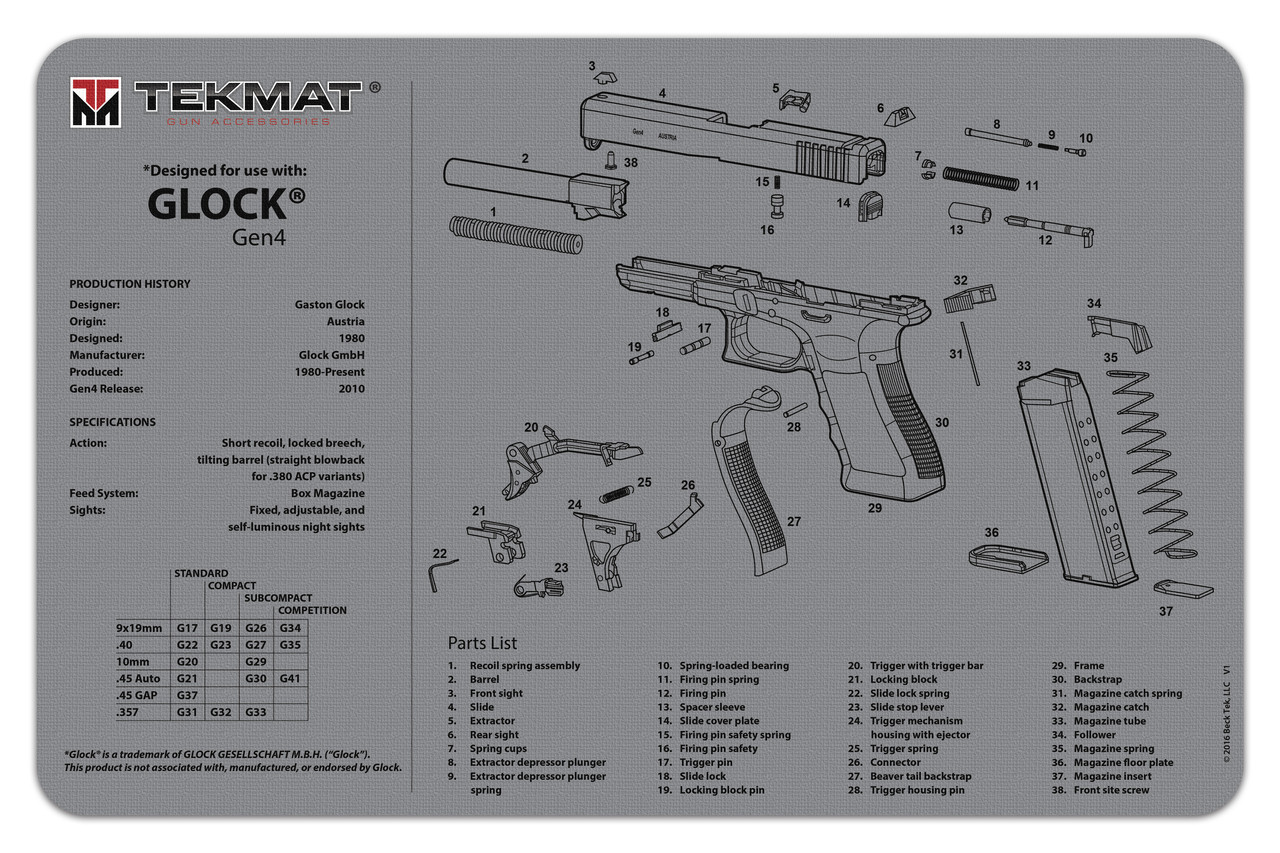 TEKMAT®
GUN ACCESSORIES
*Designed for use with:
GLOCK®
Gen4
PRODUCTION HISTORY
Designer: Gaston Glock
Origin: Austria
Designed: 1980
Manufacturer: Glock GmbH
Produced: 1980-Present
Gen4 Release: 2010
SPECIFICATIONS
Action: Short recoil, locked breech,
tilting barrel (straight blowback
for .380 ACP variants)
Feed System: Box Magazine
Sights: Fixed, adjustable, and
self-luminous night sights
STANDARD
COMPACT
SUBCOMPACT
COMPETITION
9x19mm G17 G19 G26 G34
.40 G22 G23 G27 G35
10mm G20 G29
.45 Auto G21 G30 G41
.45 GAP G37
.357 G31 G32 G33
*Glock® is a trademark of GLOCK GESELLSCHAFT M.B.H. (“Glock”).
This product is not associated with, manufactured, or endorsed by Glock.
3
4
5
6
8
9
10
Gen4 AUSTRIA
2
38
7
15
11
14
1
16
13
12
32
18
17
34
19
31
35
33
28
30
20
25
26
24
29
21
27
36
22
23
37
Parts List
1. Recoil spring assembly
2. Barrel
3. Front sight
4. Slide
5. Extractor
6. Rear sight
7. Spring cups
8. Extractor depressor plunger
9. Extractor depressor plunger
spring
10. Spring-loaded bearing
11. Firing pin spring
12. Firing pin
13. Spacer sleeve
14. Slide cover plate
15. Firing pin safety spring
16. Firing pin safety
17. Trigger pin
18. Slide lock
19. Locking block pin
20. Trigger with trigger bar
21. Locking block
22. Slide lock spring
23. Slide stop lever
24. Trigger mechanism
housing with ejector
25. Trigger spring
26. Connector
27. Beaver tail backstrap
28. Trigger housing pin
29. Frame
30. Backstrap
31. Magazine catch spring
32. Magazine catch
33. Magazine tube
34. Follower
35. Magazine spring
36. Magazine floor plate
37. Magazine insert
38. Front site screw
© 2016 Beck Tek, LLC V1